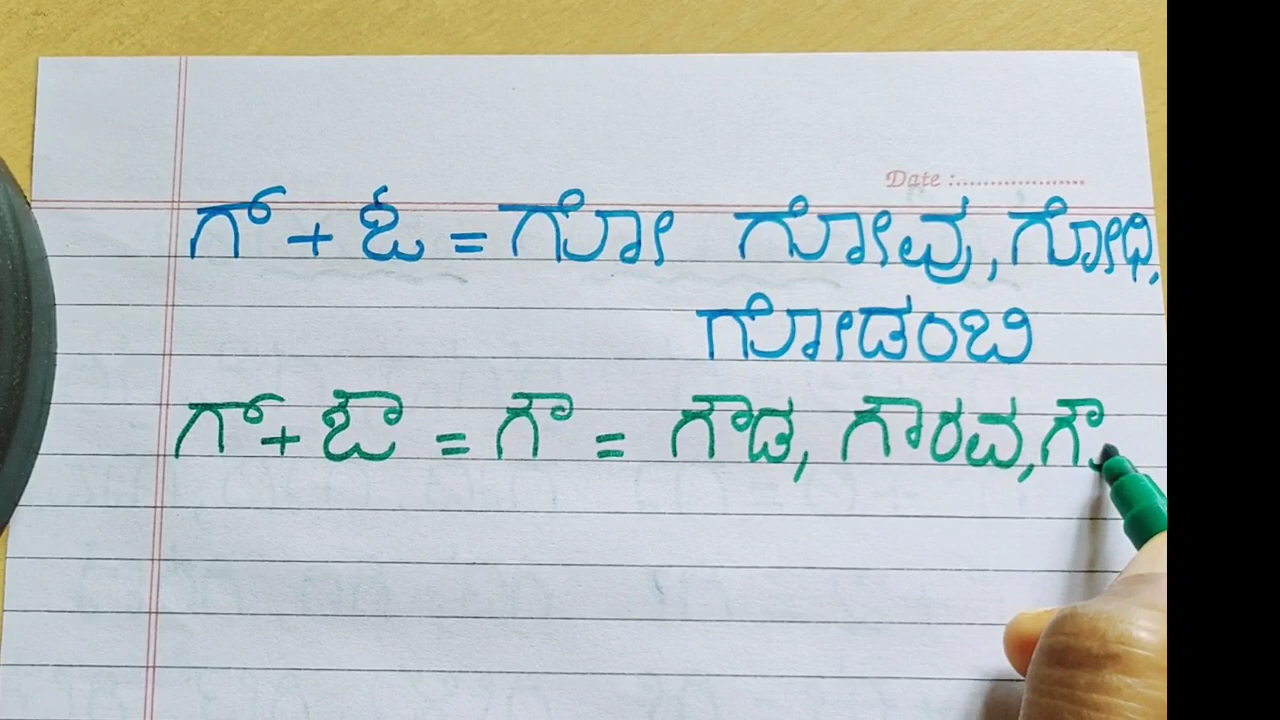 Date :....................
ಗ್ + ಓ = ಗೋ ಗೋವು, ಗೋಧಿ,
ಗೋಡಂಬಿ
ಗ್ + ಔ = ಗೌ = ಗೌಡ, ಗೌರವ, ಗೌ